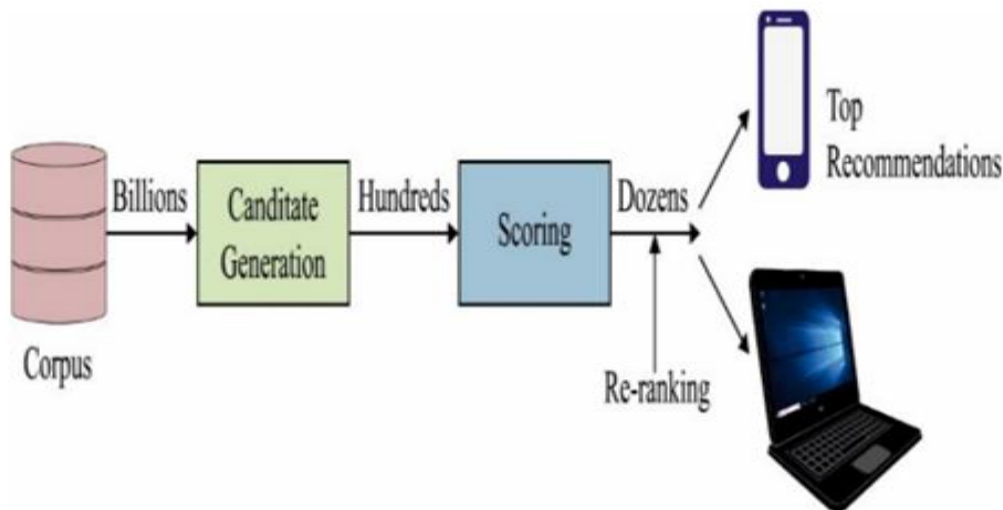 Corpus
Billions
Canditate
Generation
Hundreds
Scoring
Dozens
Re-ranking
Top
Recommendations